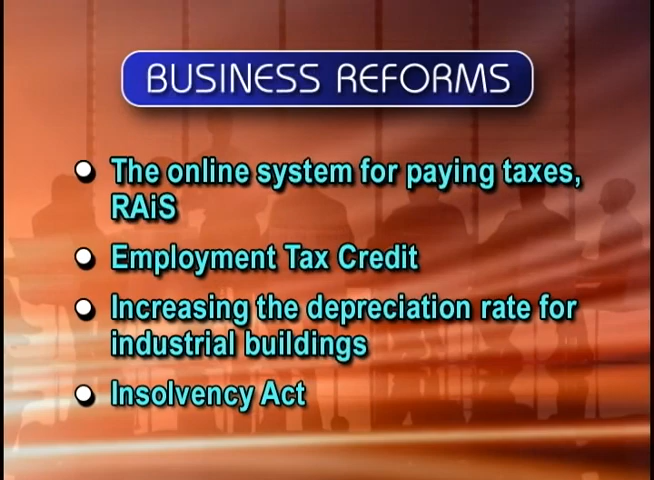 BUSINESS REFORMS
The online system for paying taxes,
RAiS
Employment Tax Credit
Increasing the depreciation rate for
industrial buildings
Insolvency Act